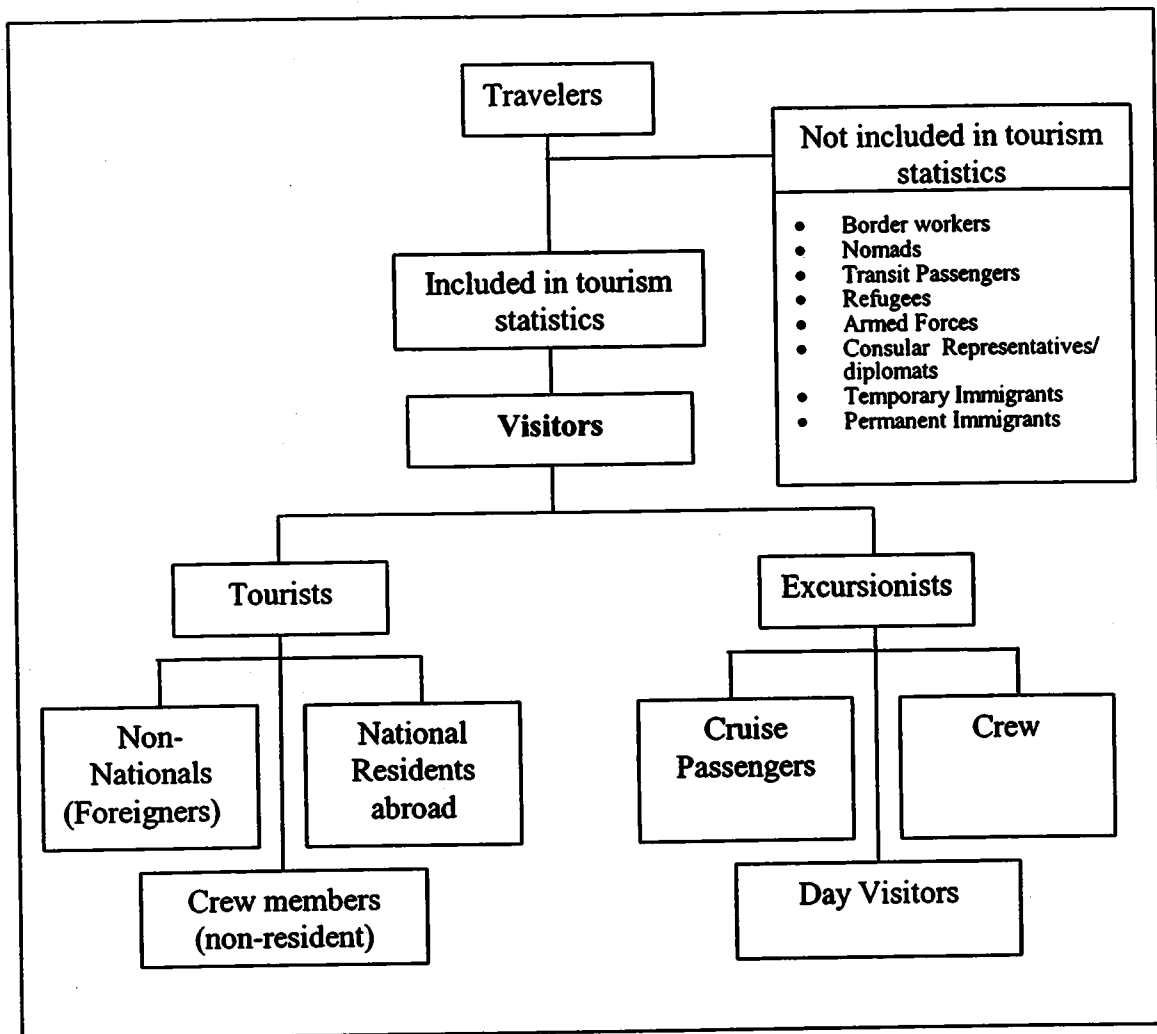 Travelers
Not included in tourism
statistics
• Border workers
• Nomads
• Transit Passengers
• Refugees
• Armed Forces
• Consular Representatives/
diplomats
• Temporary Immigrants
• Permanent Immigrants
Included in tourism
statistics
Visitors
Tourists
Excursionists
Non-
Nationals
(Foreigners)
National
Residents
abroad
Cruise
Passengers
Crew
Crew members
(non-resident)
Day Visitors